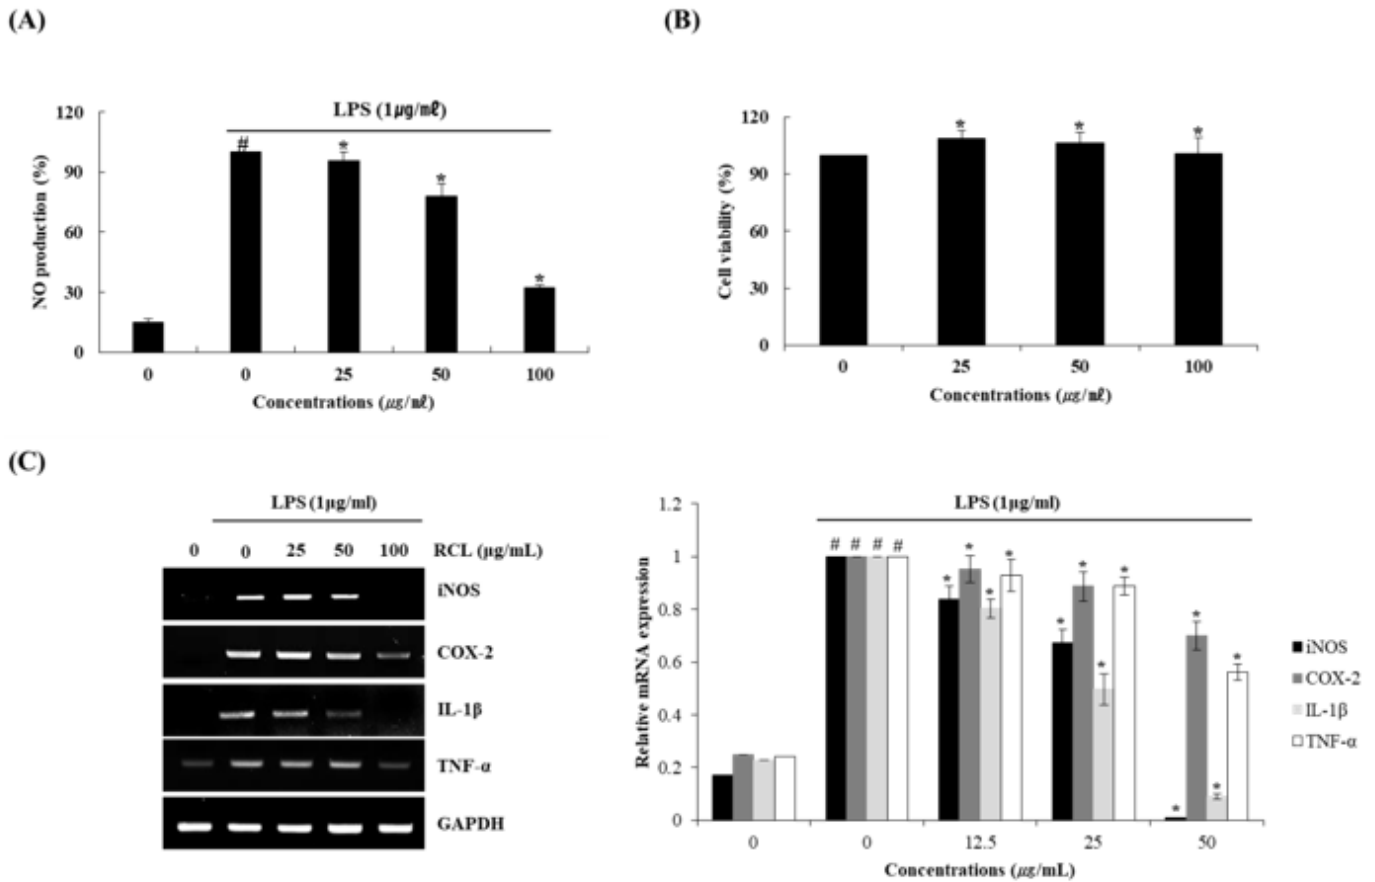 (A)
LPS (1㎍/㎖)
120
90
60
30
0
NO production (%)
#
*
*
*
0 0 25 50 100
Concentrations (㎍/㎖)
(B)
120
90
60
30
0
Cell viability (%)
*
*
*
0 25 50 100
Concentrations (㎍/㎖)
(C)
LPS (1μg/ml)
0 0 25 50 100 RCL (μg/mL)
iNOS
COX-2
IL-1β
TNF-α
GAPDH
LPS (1μg/ml)
1.2
1
0.8
0.6
0.4
0.2
0
Relative mRNA expression
# # # #
* * * *
* * * *
* * * *
0 0 12.5 25 50
Concentrations (㎍/mL)
iNOS
COX-2
IL-1β
TNF-α